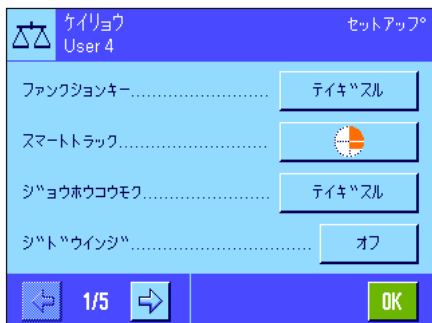 ケイリョウ
User 4
セットアップ
ファンクションキー........................ テイギスル
スマートトラック.............................
ジョウホウコウモク.......................... テイギスル
ジドウインジ.................................... オフ
1/5
OK